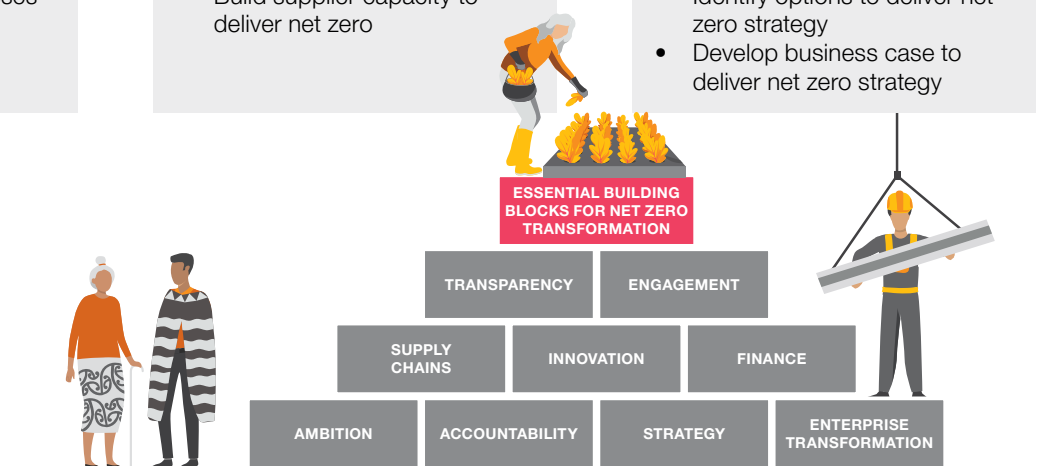 deliver net zero
zero strategy
• Develop business case to
deliver net zero strategy
ESSENTIAL BUILDING
BLOCKS FOR NET ZERO
TRANSFORMATION
TRANSPARENCY
ENGAGEMENT
SUPPLY
CHAINS
INNOVATION
FINANCE
AMBITION
ACCOUNTABILITY
STRATEGY
ENTERPRISE
TRANSFORMATION